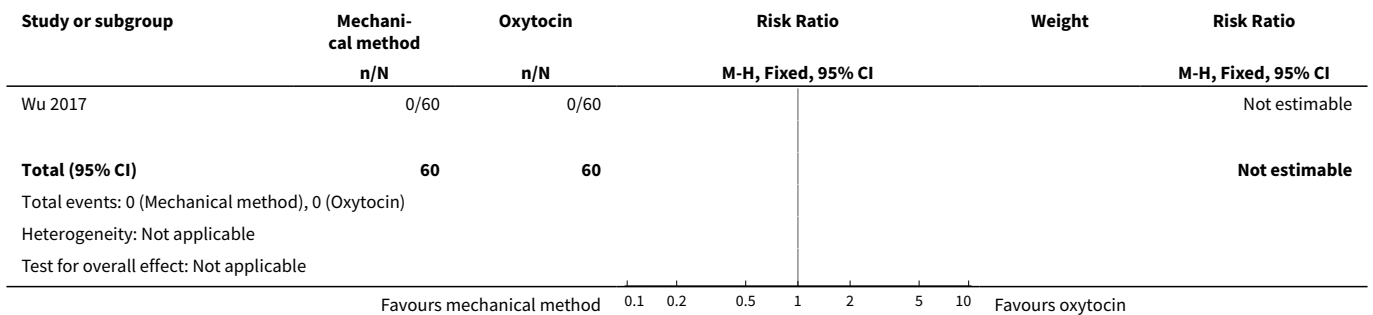 Study or subgroup Mechani- Oxytocin Risk Ratio Weight Risk Ratio
cal method
n/N n/N M-H, Fixed, 95% CI M-H, Fixed, 95% CI
Wu 2017 0/60 0/60 Not estimable
Total (95% CI) 60 60 Not estimable
Total events: 0 (Mechanical method), 0 (Oxytocin)
Heterogeneity: Not applicable
Test for overall effect: Not applicable
Favours mechanical method 0.1 0.2 0.5 1 2 5 10 Favours oxytocin